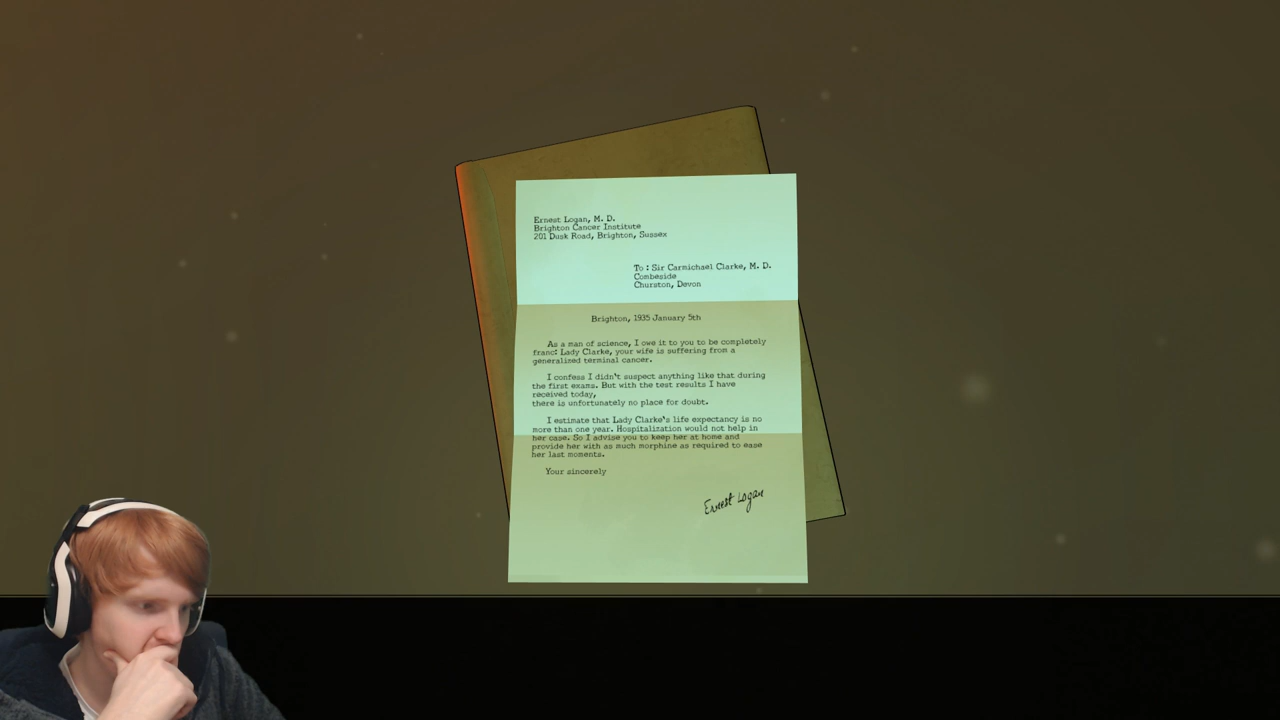 Ernest Logan, M. D.
Brighton Cancer Institute
201 Dusk Road, Brighton, Sussex
To : Sir Carmichael Clarke, M. D.
Combeside
Churston, Devon
Brighton, 1935 January 5th
As a man of science, I owe it to you to be completely
franc: Lady Clarke, your wife is suffering from a
generalized terminal cancer.
I confess I didn't suspect anything like that during
the first exams. But with the test results I have
received today,
there is unfortunately no place for doubt.
I estimate that Lady Clarke's life expectancy is no
more than one year. Hospitalization would not help in
her case. So I advise you to keep her at home and
provide her with as much morphine as required to ease
her last moments.
Your sincerely
Ernest Logan